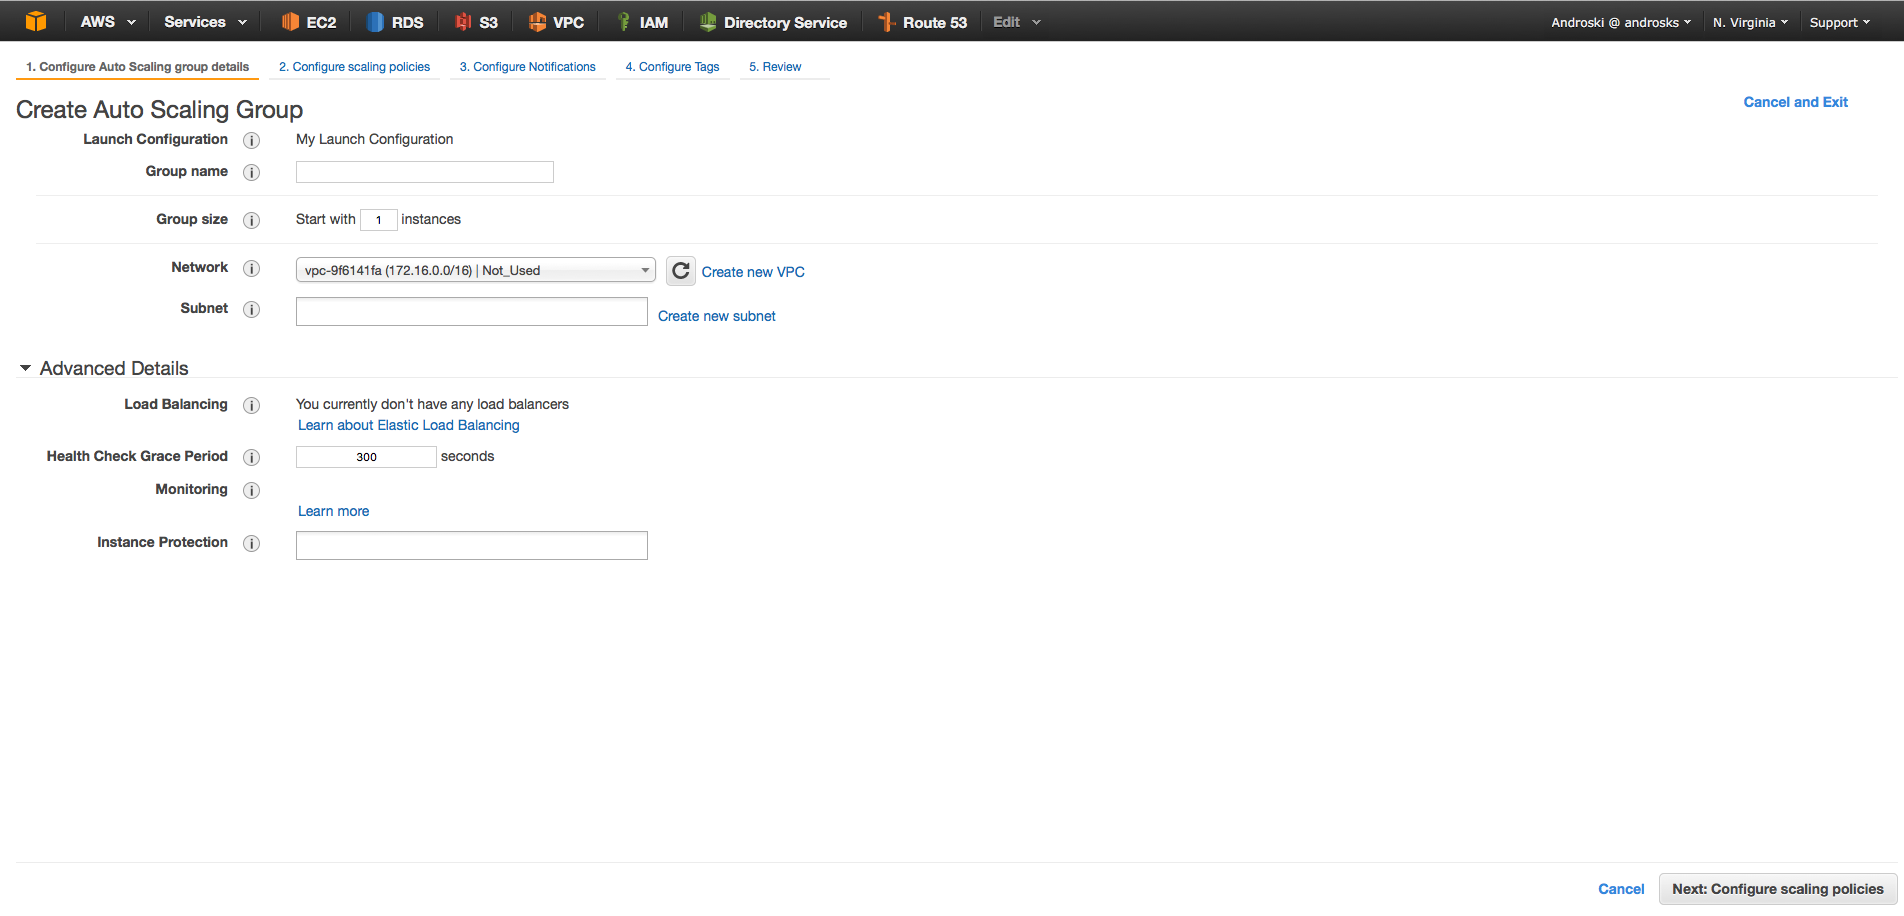 AWS Services EC2 RDS S3 VPC IAM Directory Service Route 53 Edit Androski @ androsks N. Virginia Support
1. Configure Auto Scaling group details 2. Configure scaling policies 3. Configure Notifications 4. Configure Tags 5. Review
Create Auto Scaling Group Cancel and Exit
Launch Configuration i My Launch Configuration
Group name i
Group size i Start with 1 instances
Network i vpc-9f6141fa (172.16.0.0/16) | Not_Used Create new VPC
Subnet i Create new subnet
Advanced Details
Load Balancing i You currently don't have any load balancers
Learn about Elastic Load Balancing
Health Check Grace Period i 300 seconds
Monitoring i
Learn more
Instance Protection i
Cancel Next: Configure scaling policies